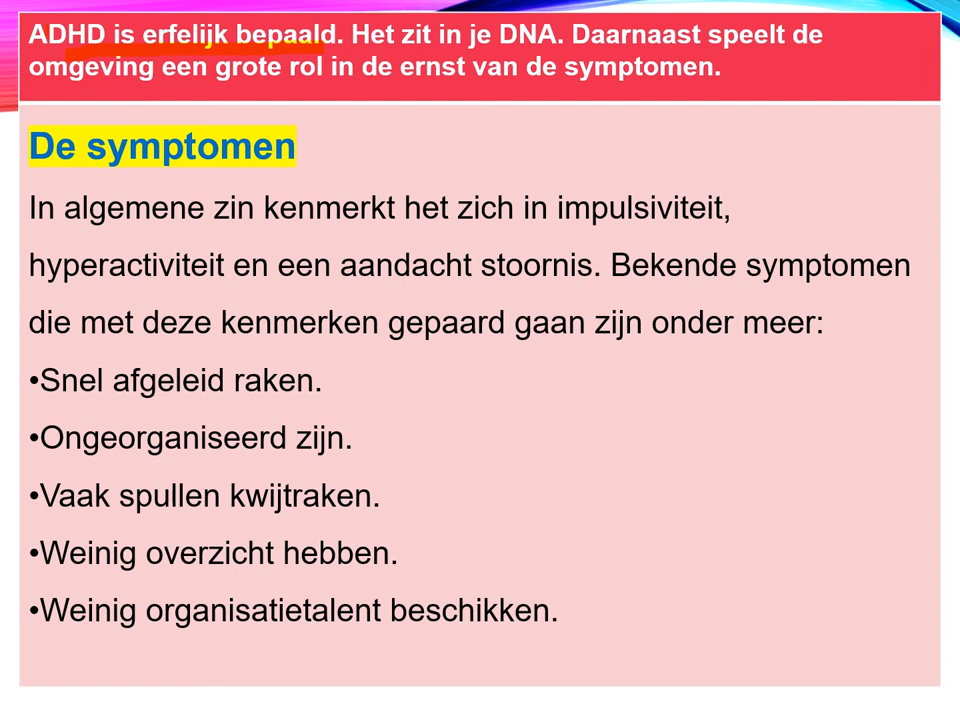 ADHD is erfelijk bepaald. Het zit in je DNA. Daarnaast speelt de
omgeving een grote rol in de ernst van de symptomen.
De symptomen
In algemene zin kenmerkt het zich in impulsiviteit,
hyperactiviteit en een aandacht stoornis. Bekende symptomen
die met deze kenmerken gepaard gaan zijn onder meer:
•Snel afgeleid raken.
•Ongeorganiseerd zijn.
•Vaak spullen kwijtraken.
•Weinig overzicht hebben.
•Weinig organisatietalent beschikken.